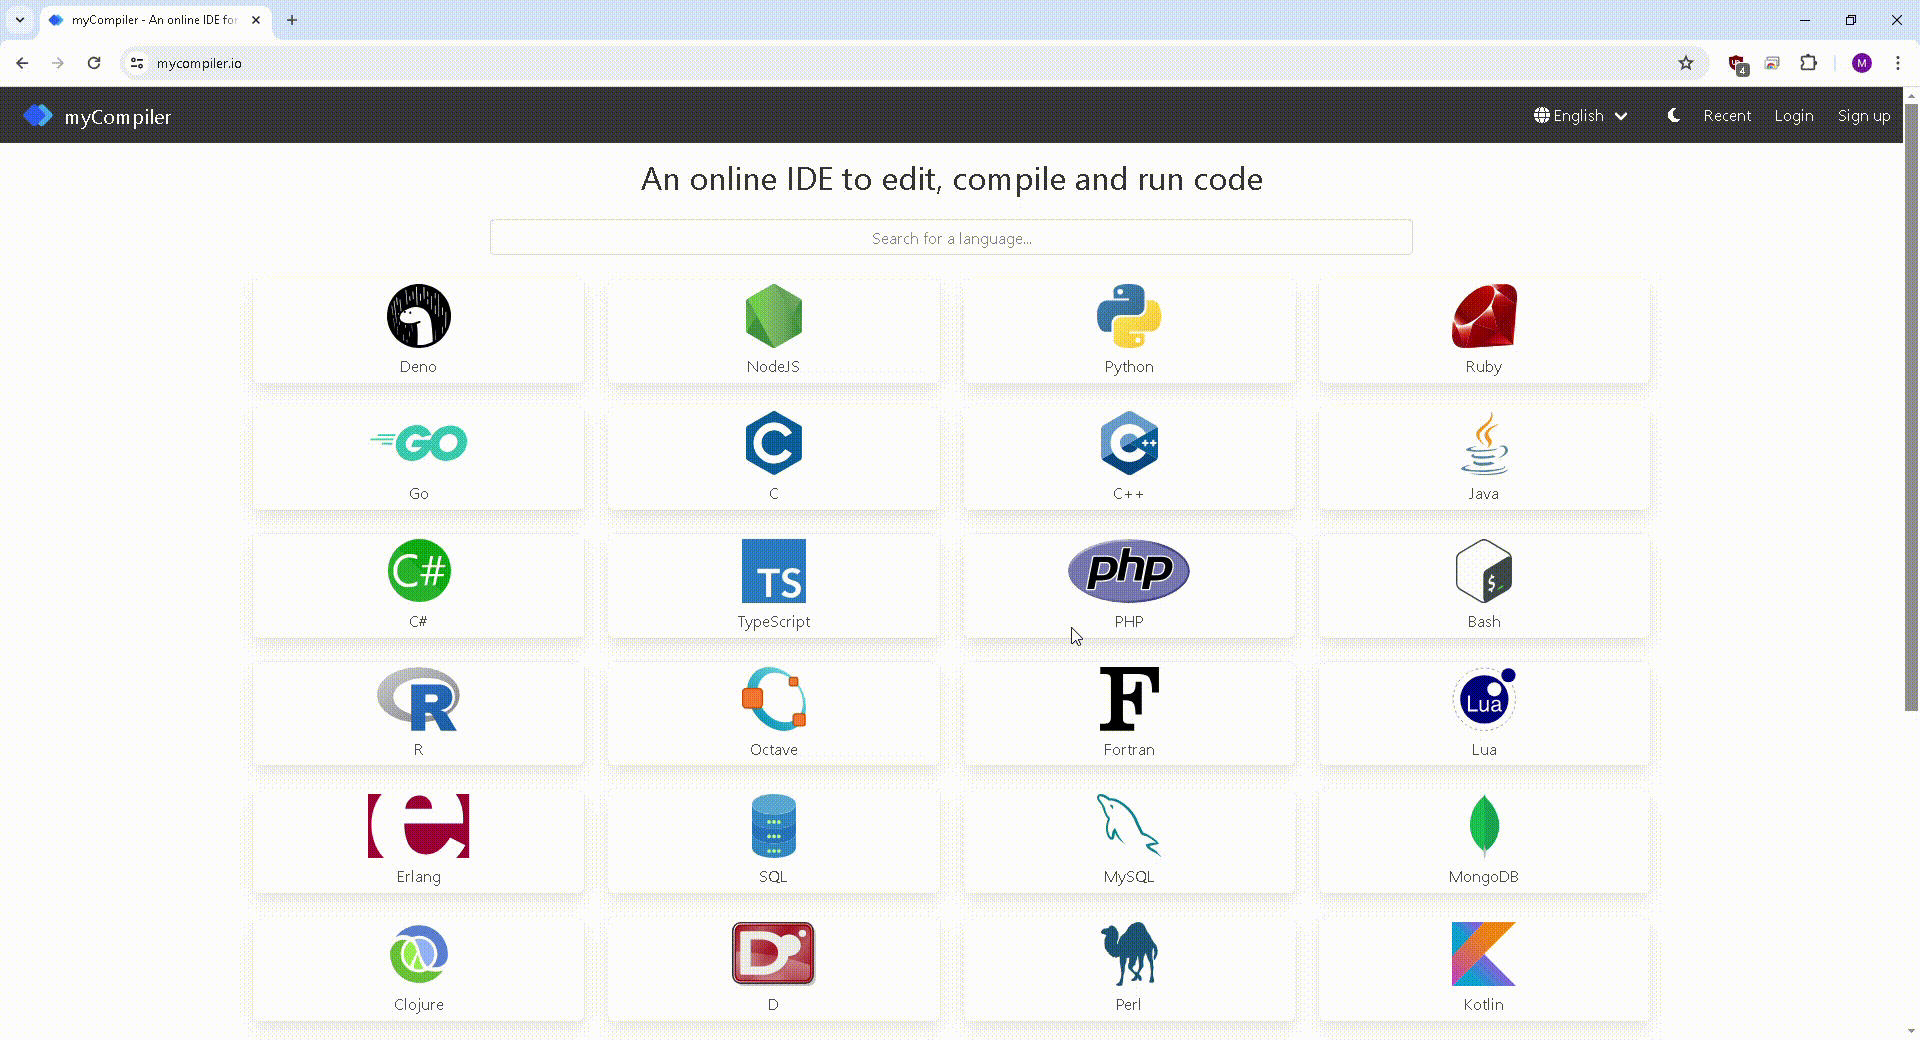 myCompiler - An online IDE for
mycompiler.io
4
M
myCompiler
English
Recent
Login
Sign up
An online IDE to edit, compile and run code
Search for a language...
Deno
NodeJS
Python
Ruby
GO
Go
C
C
C++
C++
Java
C#
C#
TS
TypeScript
php
PHP
$_
Bash
R
R
Octave
F
Fortran
Lua
Lua
e
Erlang
SQL
MySQL
MongoDB
λ
Clojure
D
D
Perl
Kotlin